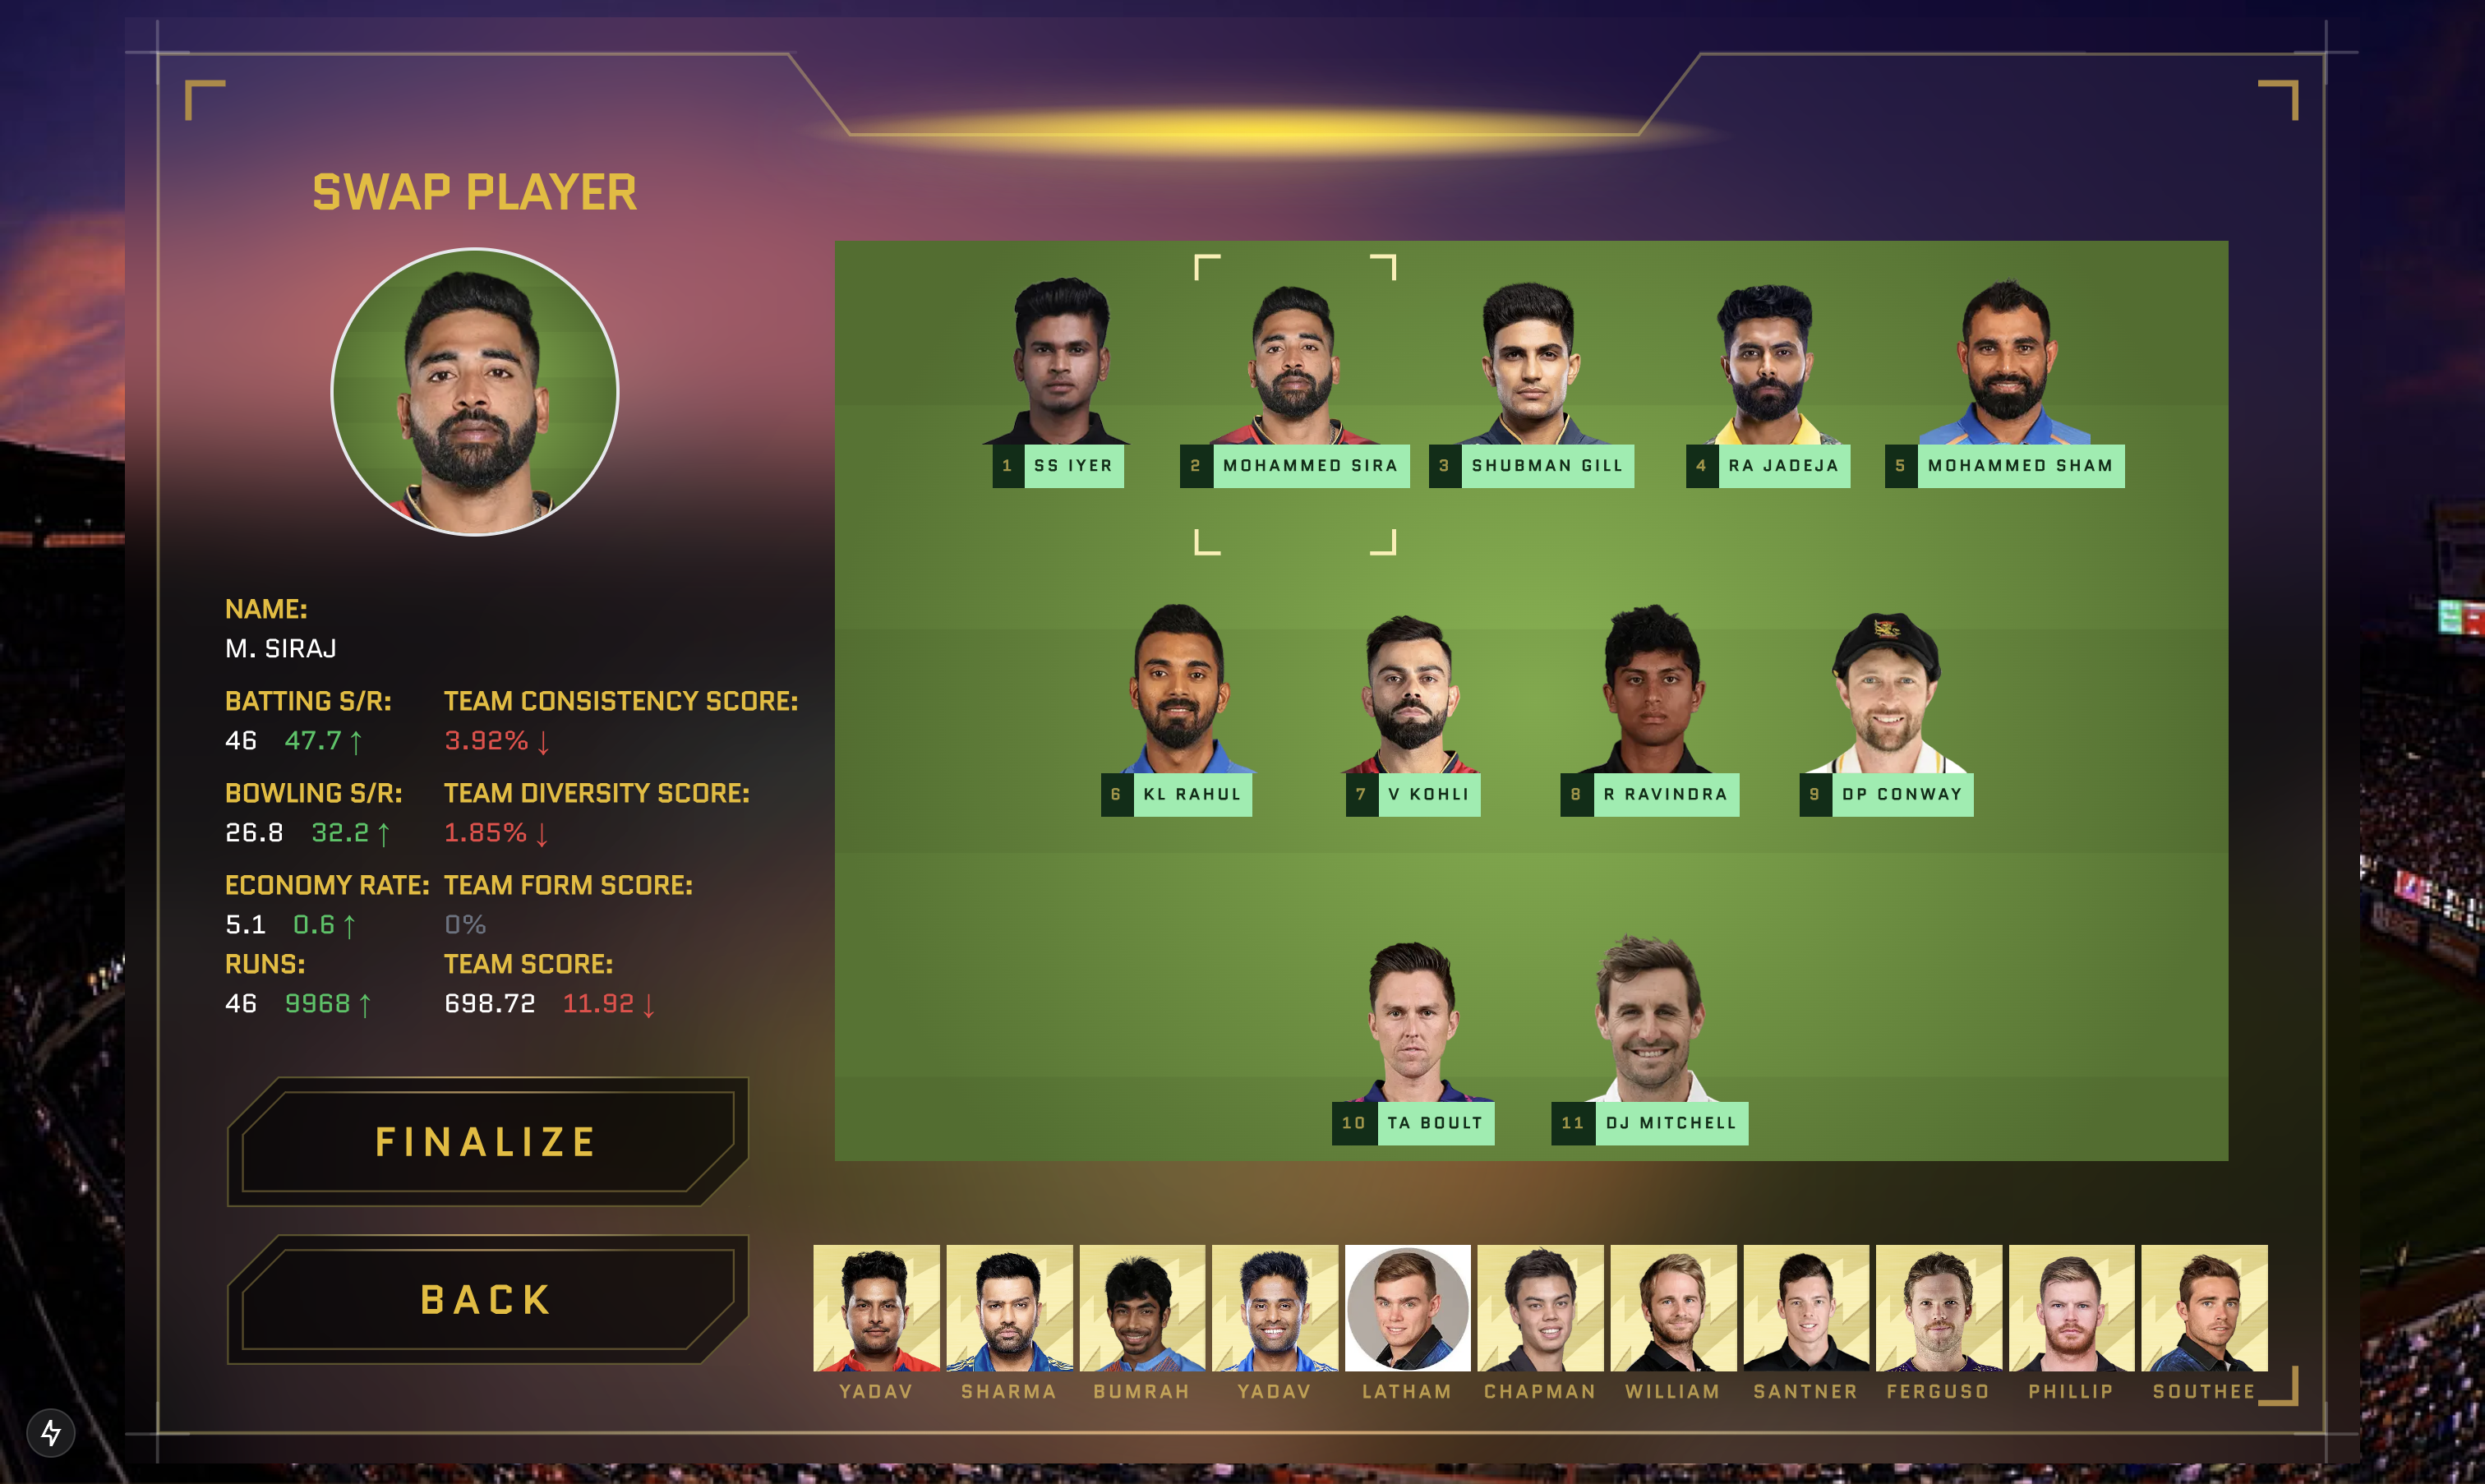 SWAP PLAYER
NAME:
M. SIRAJ
BATTING S/R: TEAM CONSISTENCY SCORE:
46 47.7 ↑ 3.92% ↓
BOWLING S/R: TEAM DIVERSITY SCORE:
26.8 32.2 ↑ 1.85% ↓
ECONOMY RATE: TEAM FORM SCORE:
5.1 0.6 ↑ 0%
RUNS: TEAM SCORE:
46 9968 ↑ 698.72 11.92 ↓
FINALIZE
BACK
1 SS IYER 2 MOHAMMED SIRA 3 SHUBMAN GILL 4 RA JADEJA 5 MOHAMMED SHAM
6 KL RAHUL 7 V KOHLI 8 R RAVINDRA 9 DP CONWAY
10 TA BOULT 11 DJ MITCHELL
YADAV SHARMA BUMRAH YADAV LATHAM CHAPMAN WILLIAM SANTNER FERGUSO PHILLIP SOUTHEE